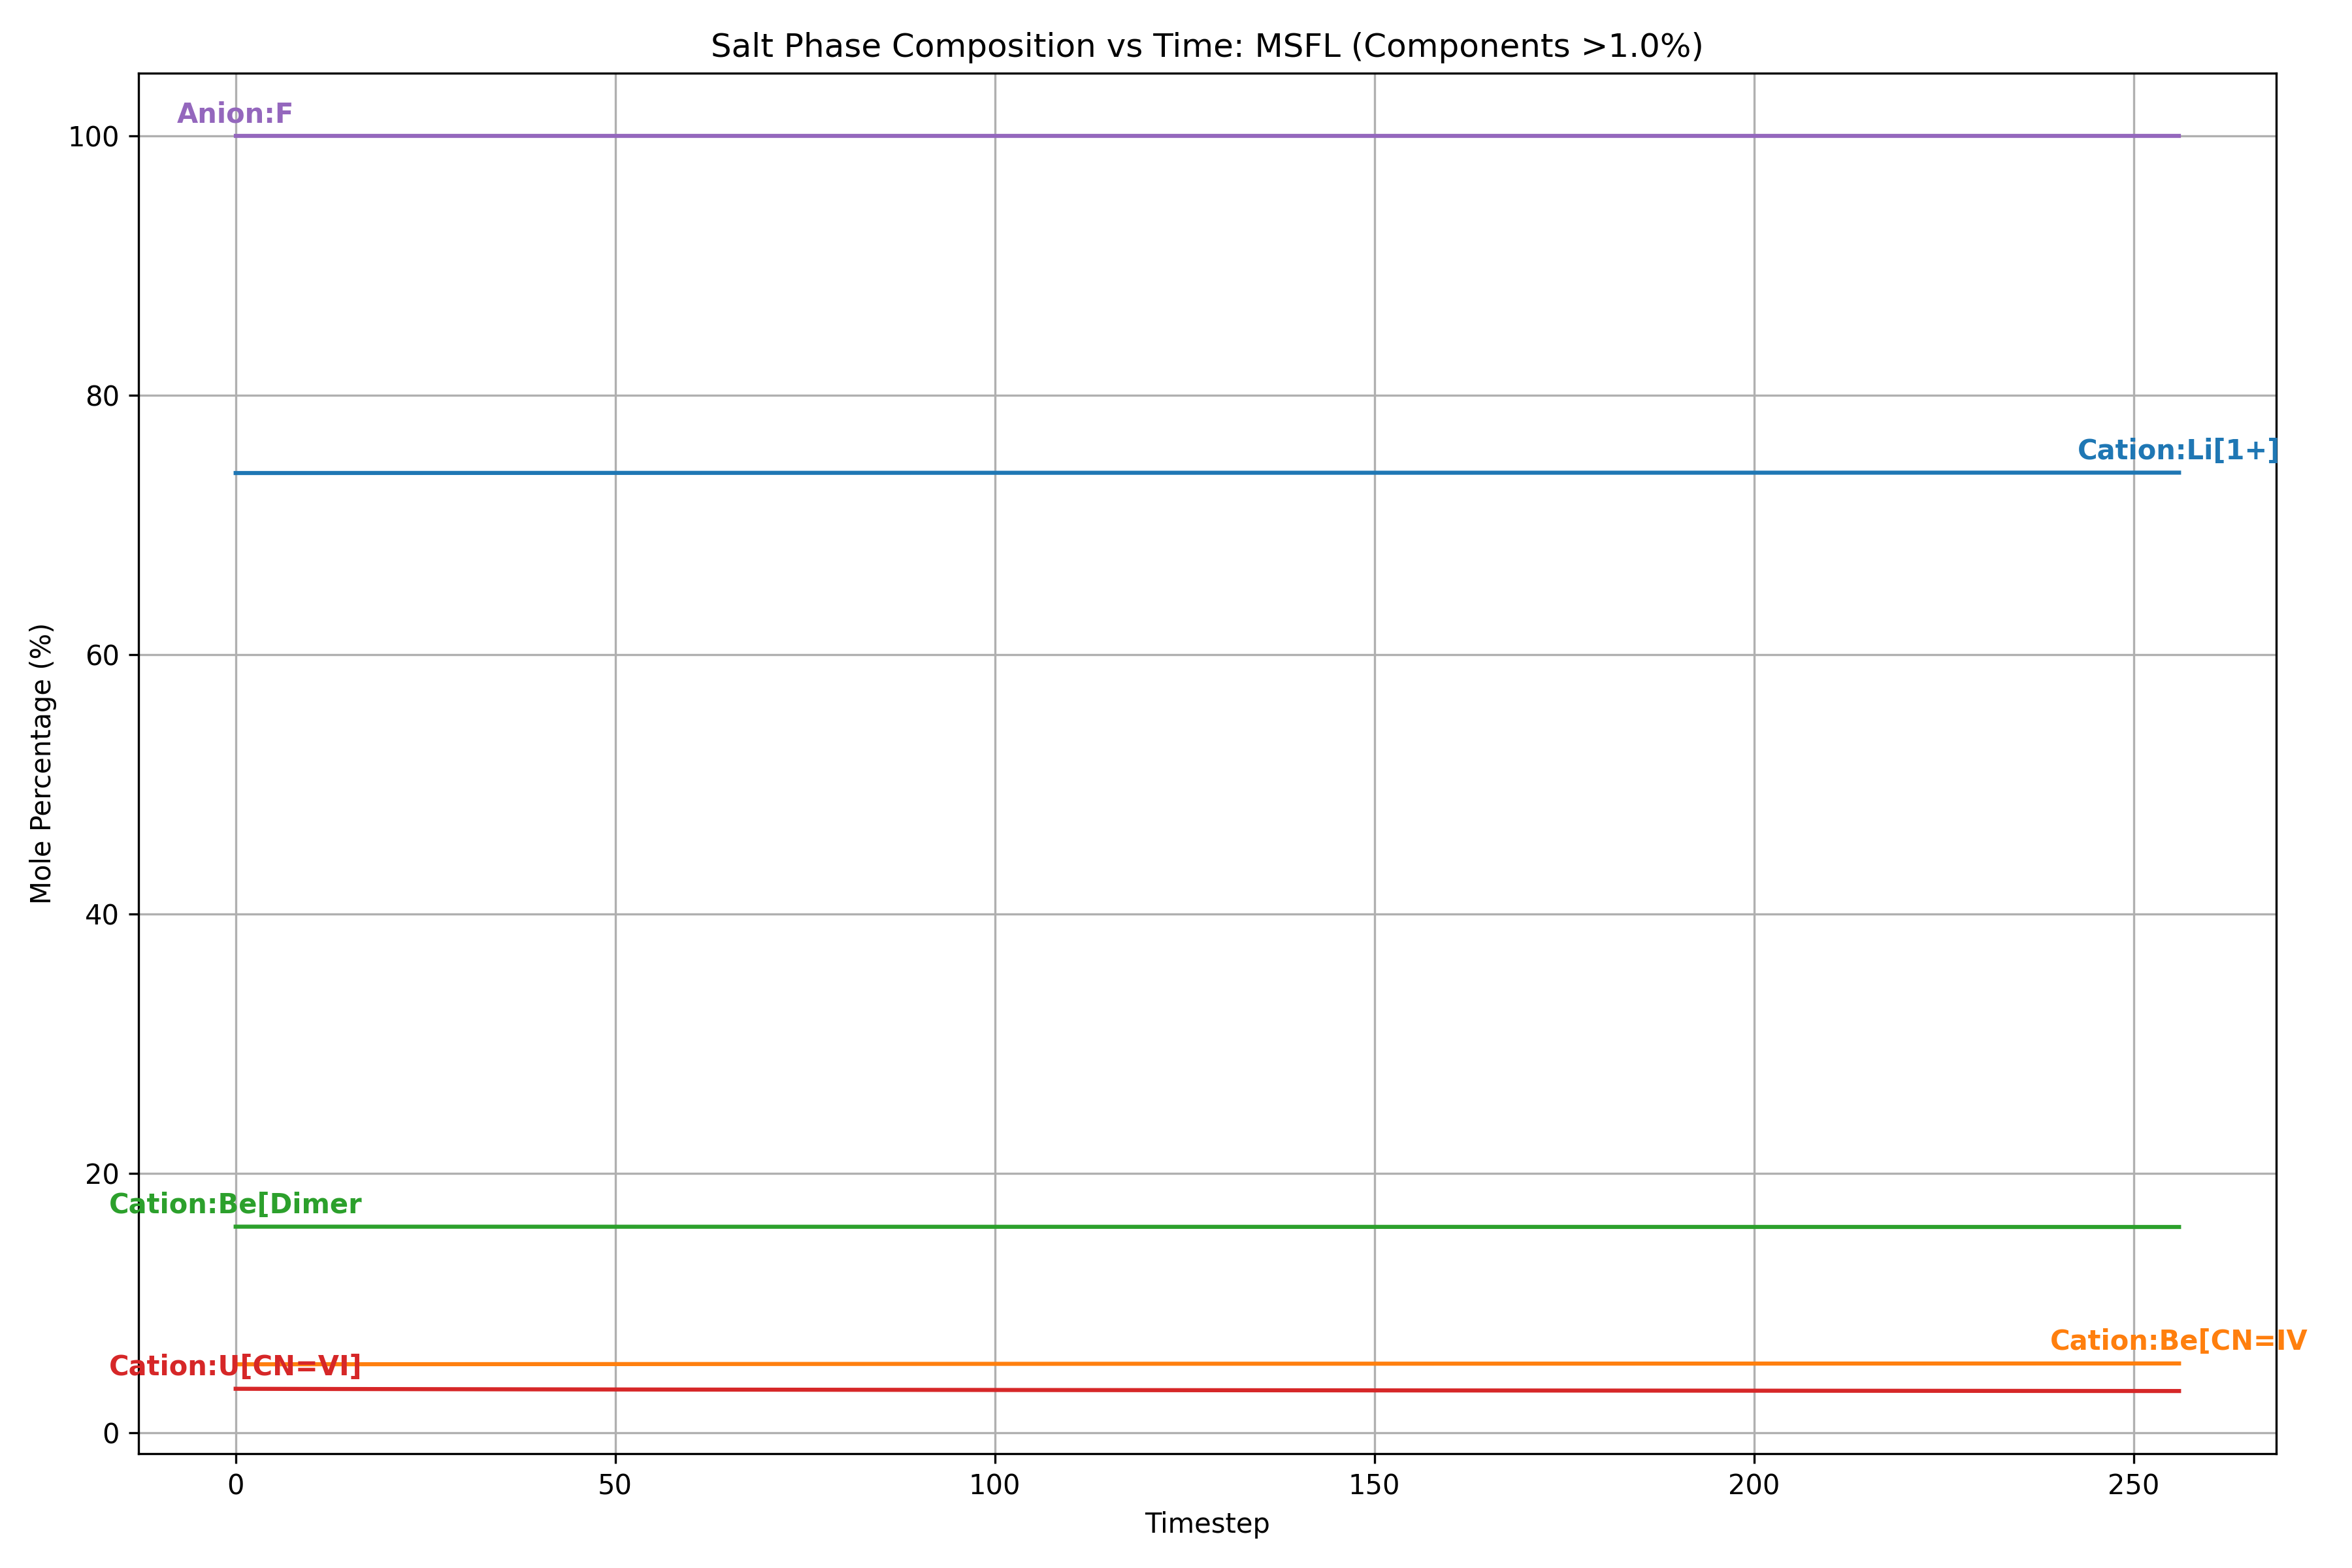 Salt Phase Composition vs Time: MSFL (Components >1.0%)
Anion:F
100
Cation:Li[1+]
80
60
Mole Percentage (%)
40
20
Cation:Be[Dimer
Cation:Be[CN=IV
Cation:U[CN=VI]
0
0 50 100 150 200 250
Timestep